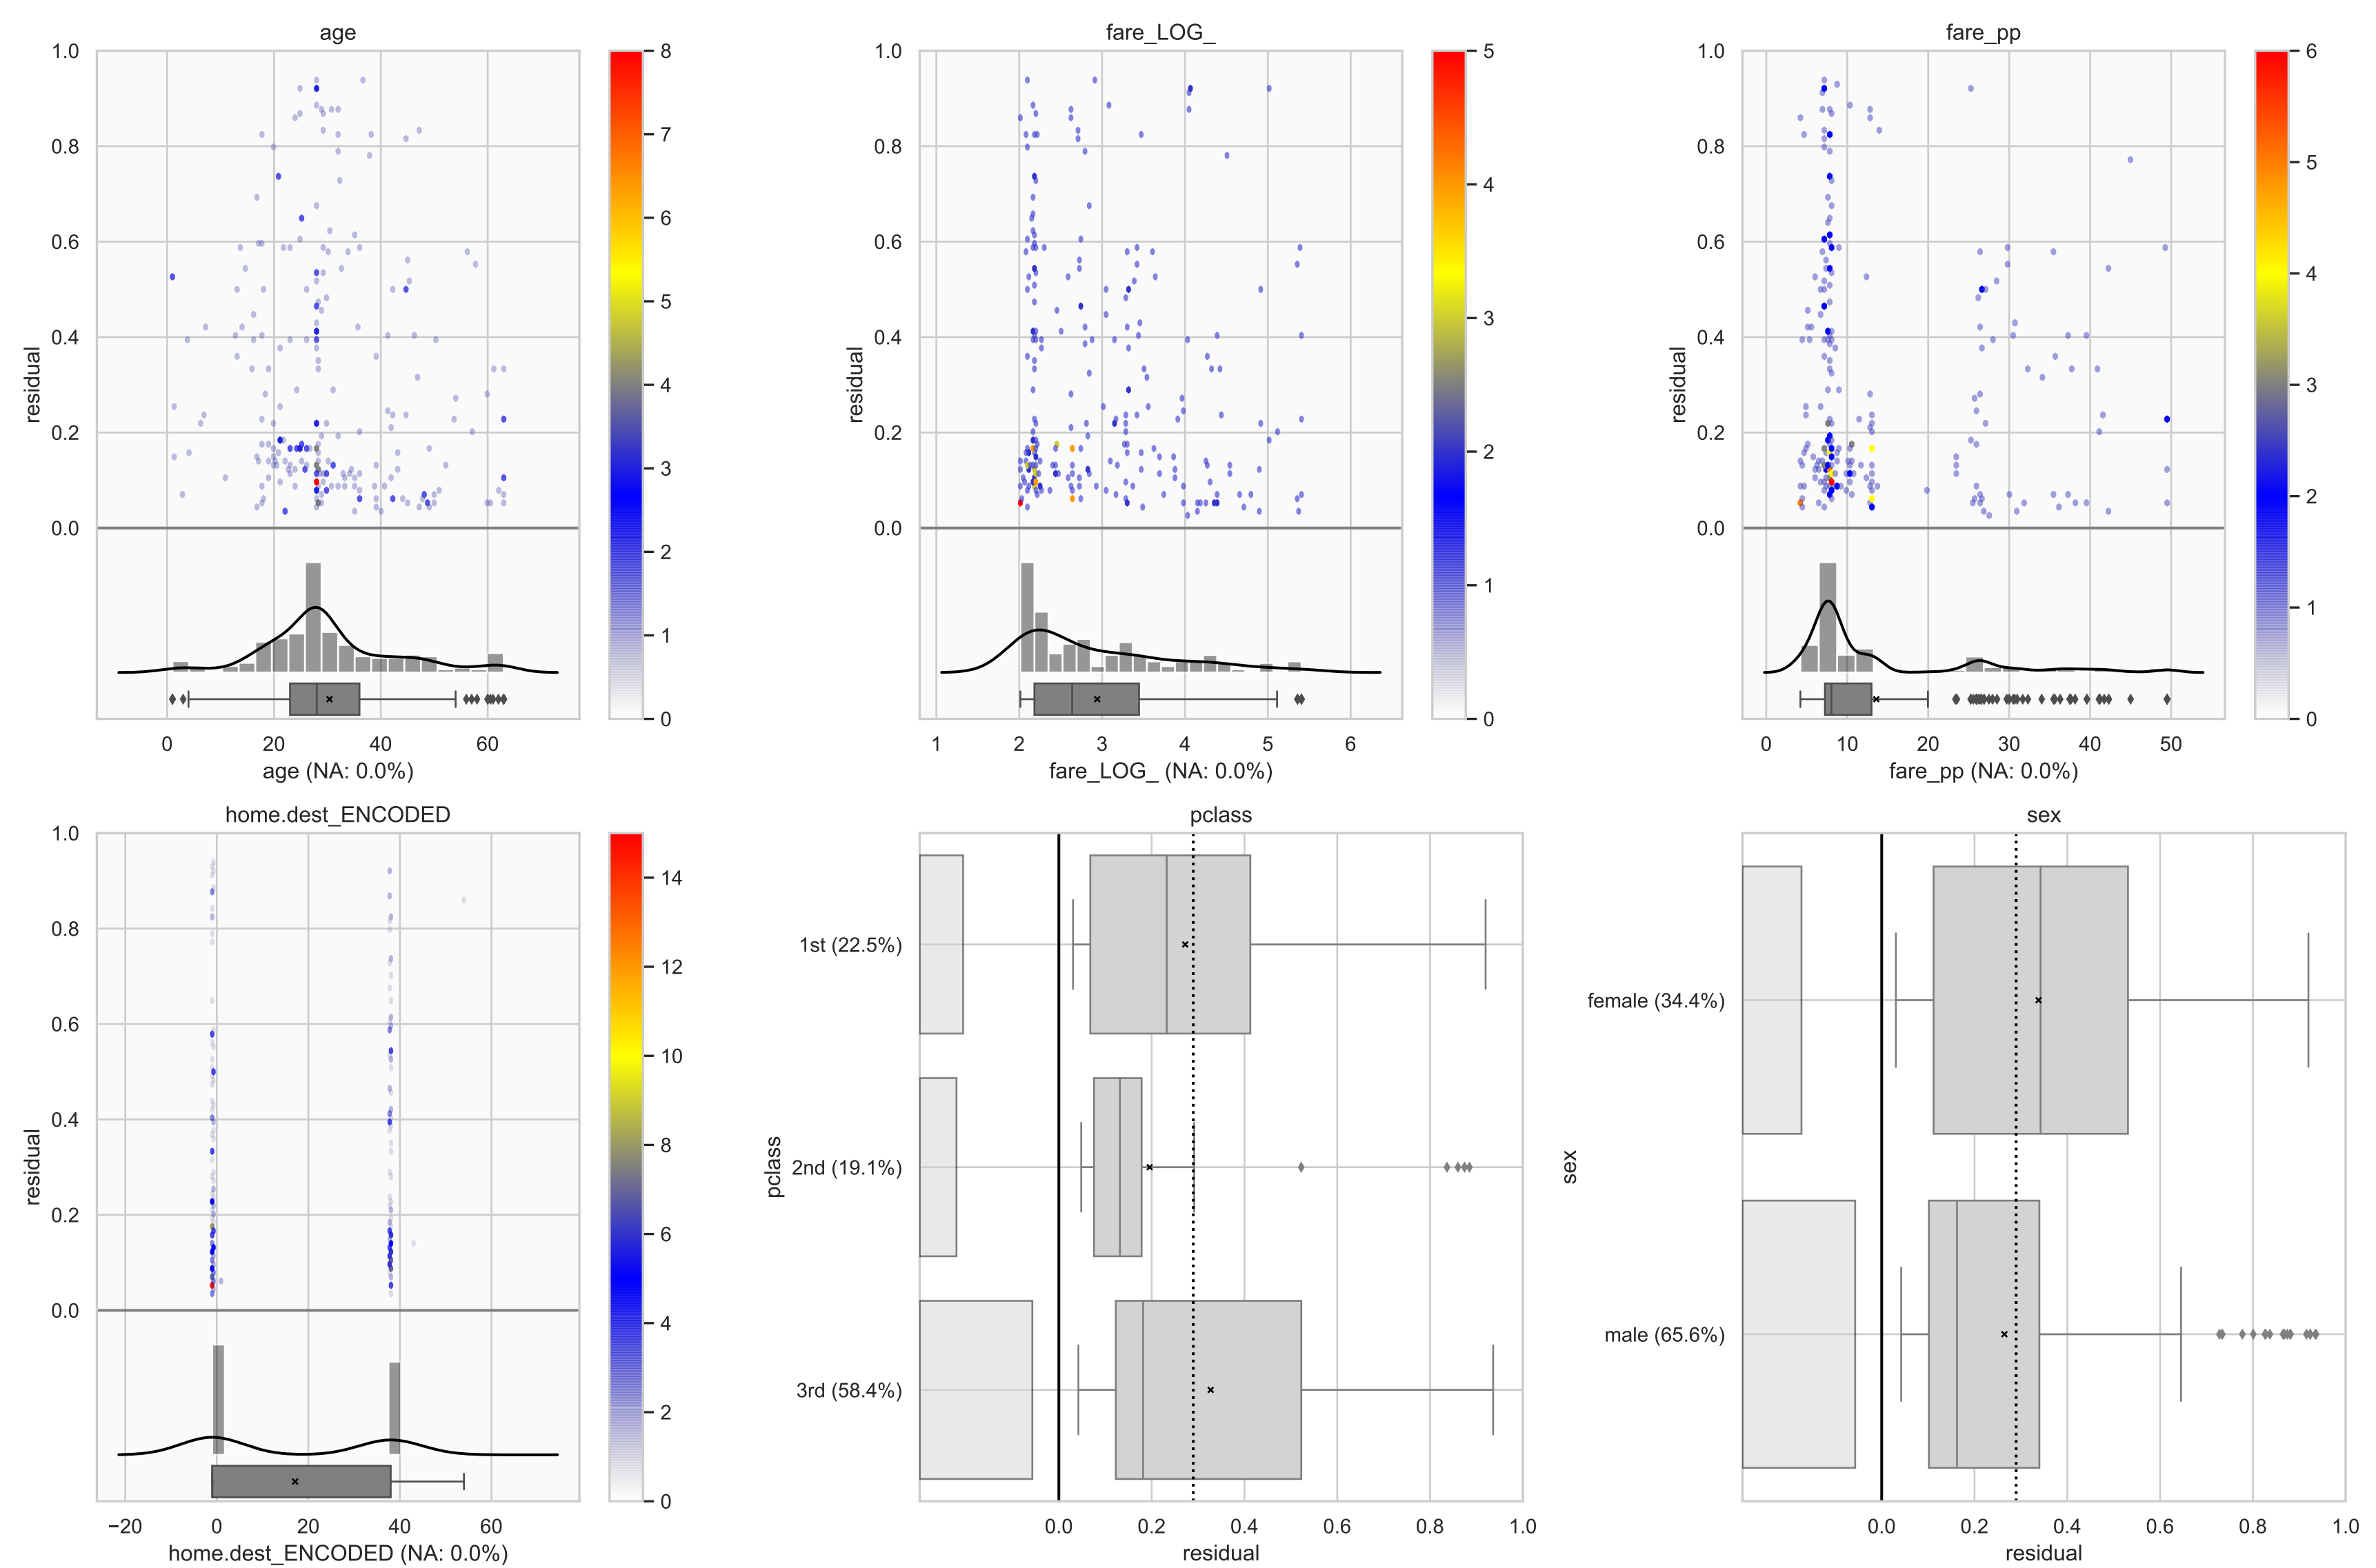 age
1.0
0.8
0.6
0.4
0.2
0.0
residual
0 20 40 60
age (NA: 0.0%)
8
7
6
5
4
3
2
1
0
fare_LOG_
1.0
0.8
0.6
0.4
0.2
0.0
residual
1 2 3 4 5 6
fare_LOG_ (NA: 0.0%)
5
4
3
2
1
0
fare_pp
1.0
0.8
0.6
0.4
0.2
0.0
residual
0 10 20 30 40 50
fare_pp (NA: 0.0%)
6
5
4
3
2
1
0
home.dest_ENCODED
1.0
0.8
0.6
0.4
0.2
0.0
residual
−20 0 20 40 60
home.dest_ENCODED (NA: 0.0%)
14
12
10
8
6
4
2
0
pclass
pclass
1st (22.5%)
2nd (19.1%)
3rd (58.4%)
0.0 0.2 0.4 0.6 0.8 1.0
residual
sex
sex
female (34.4%)
male (65.6%)
0.0 0.2 0.4 0.6 0.8 1.0
residual